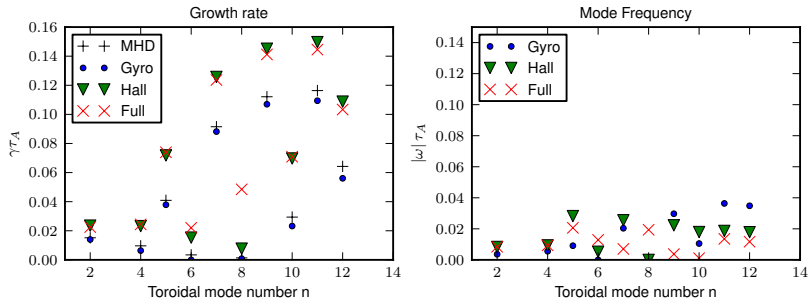 Growth rate
0.16
0.14
0.12
0.10
0.08
0.06
0.04
0.02
0.00
γτ_A
MHD
Gyro
Hall
Full
2 4 6 8 10 12 14
Toroidal mode number n
Mode Frequency
0.14
0.12
0.10
0.08
0.06
0.04
0.02
0.00
|ω| τ_A
Gyro
Hall
Full
2 4 6 8 10 12 14
Toroidal mode number n